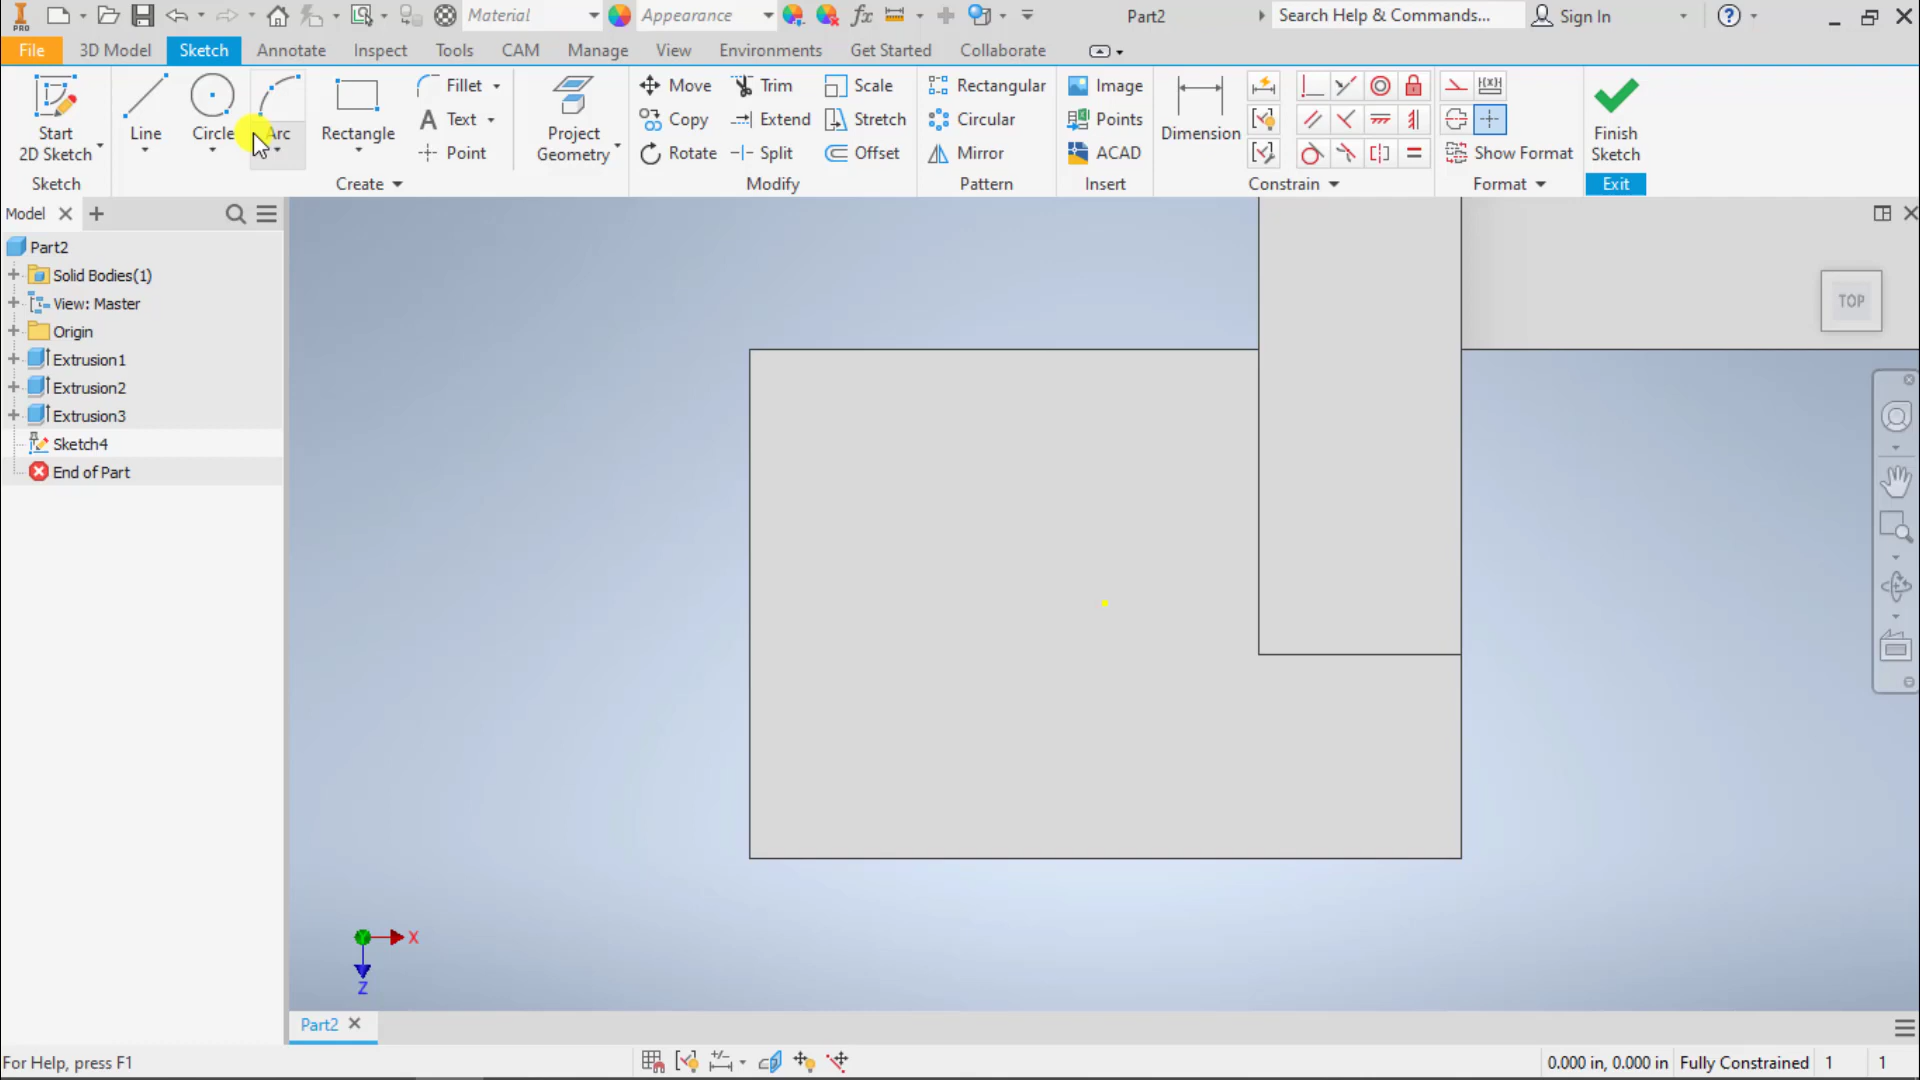 PRO
Material
Appearance
fx
Part2
Search Help & Commands...
Sign In
File
3D Model
Sketch
Annotate
Inspect
Tools
CAM
Manage
View
Environments
Get Started
Collaborate
Start
2D Sketch
Line
Circle
Arc
Rectangle
Fillet
Text
Point
Project
Geometry
Move
Copy
Rotate
Trim
Extend
Split
Scale
Stretch
Offset
Rectangular
Circular
Mirror
Image
Points
ACAD
Dimension
Show Format
Finish
Sketch
Sketch
Create
Modify
Pattern
Insert
Constrain
Format
Exit
Model
Part2
Solid Bodies(1)
View: Master
Origin
Extrusion1
Extrusion2
Extrusion3
Sketch4
End of Part
TOP
X
Z
Part2
For Help, press F1
0.000 in, 0.000 in
Fully Constrained
1
1